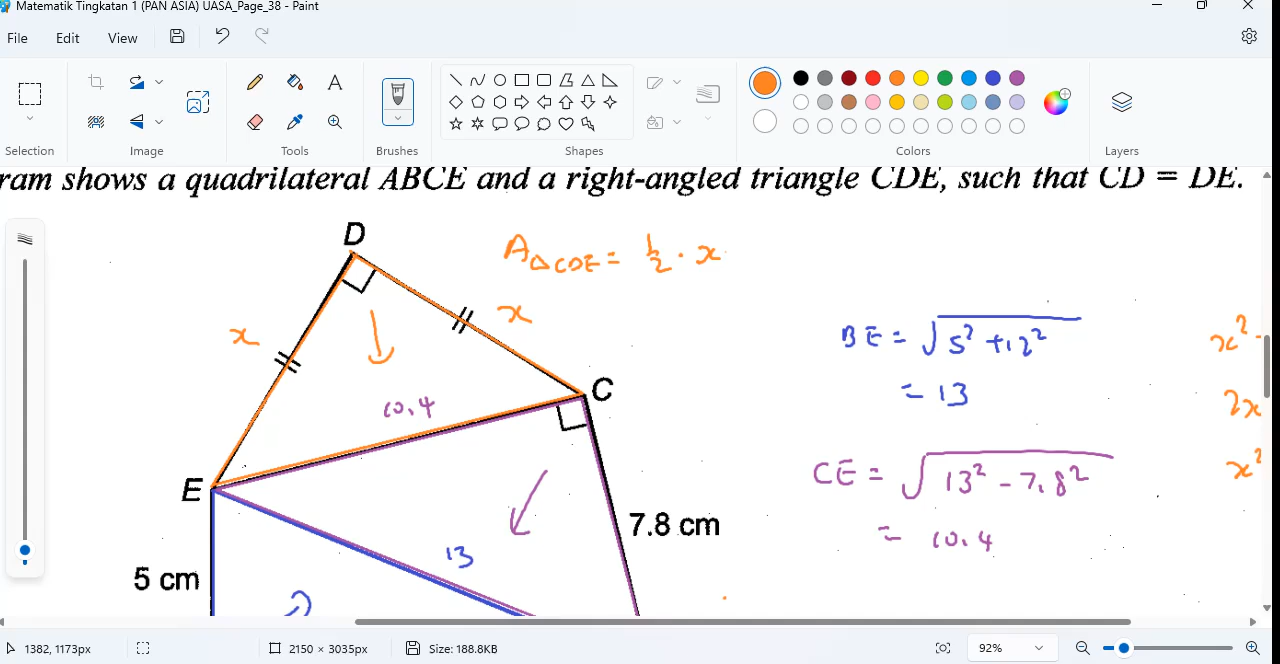 Matematik Tingkatan 1 (PAN ASIA) UASA_Page_38 - Paint
File Edit View
Selection Image Tools Brushes Shapes Colors Layers
ram shows a quadrilateral ABCE and a right-angled triangle CDE, such that CD = DE.
D
A△CDE = 1/2 · x
x
x
BE = √5² + 12²
x²
= 13
C
10.4
2x
CE = √13² - 7.8²
x²
E
7.8 cm
= 10.4
13
5 cm
1382, 1173px 2150 × 3035px Size: 188.8KB 92%